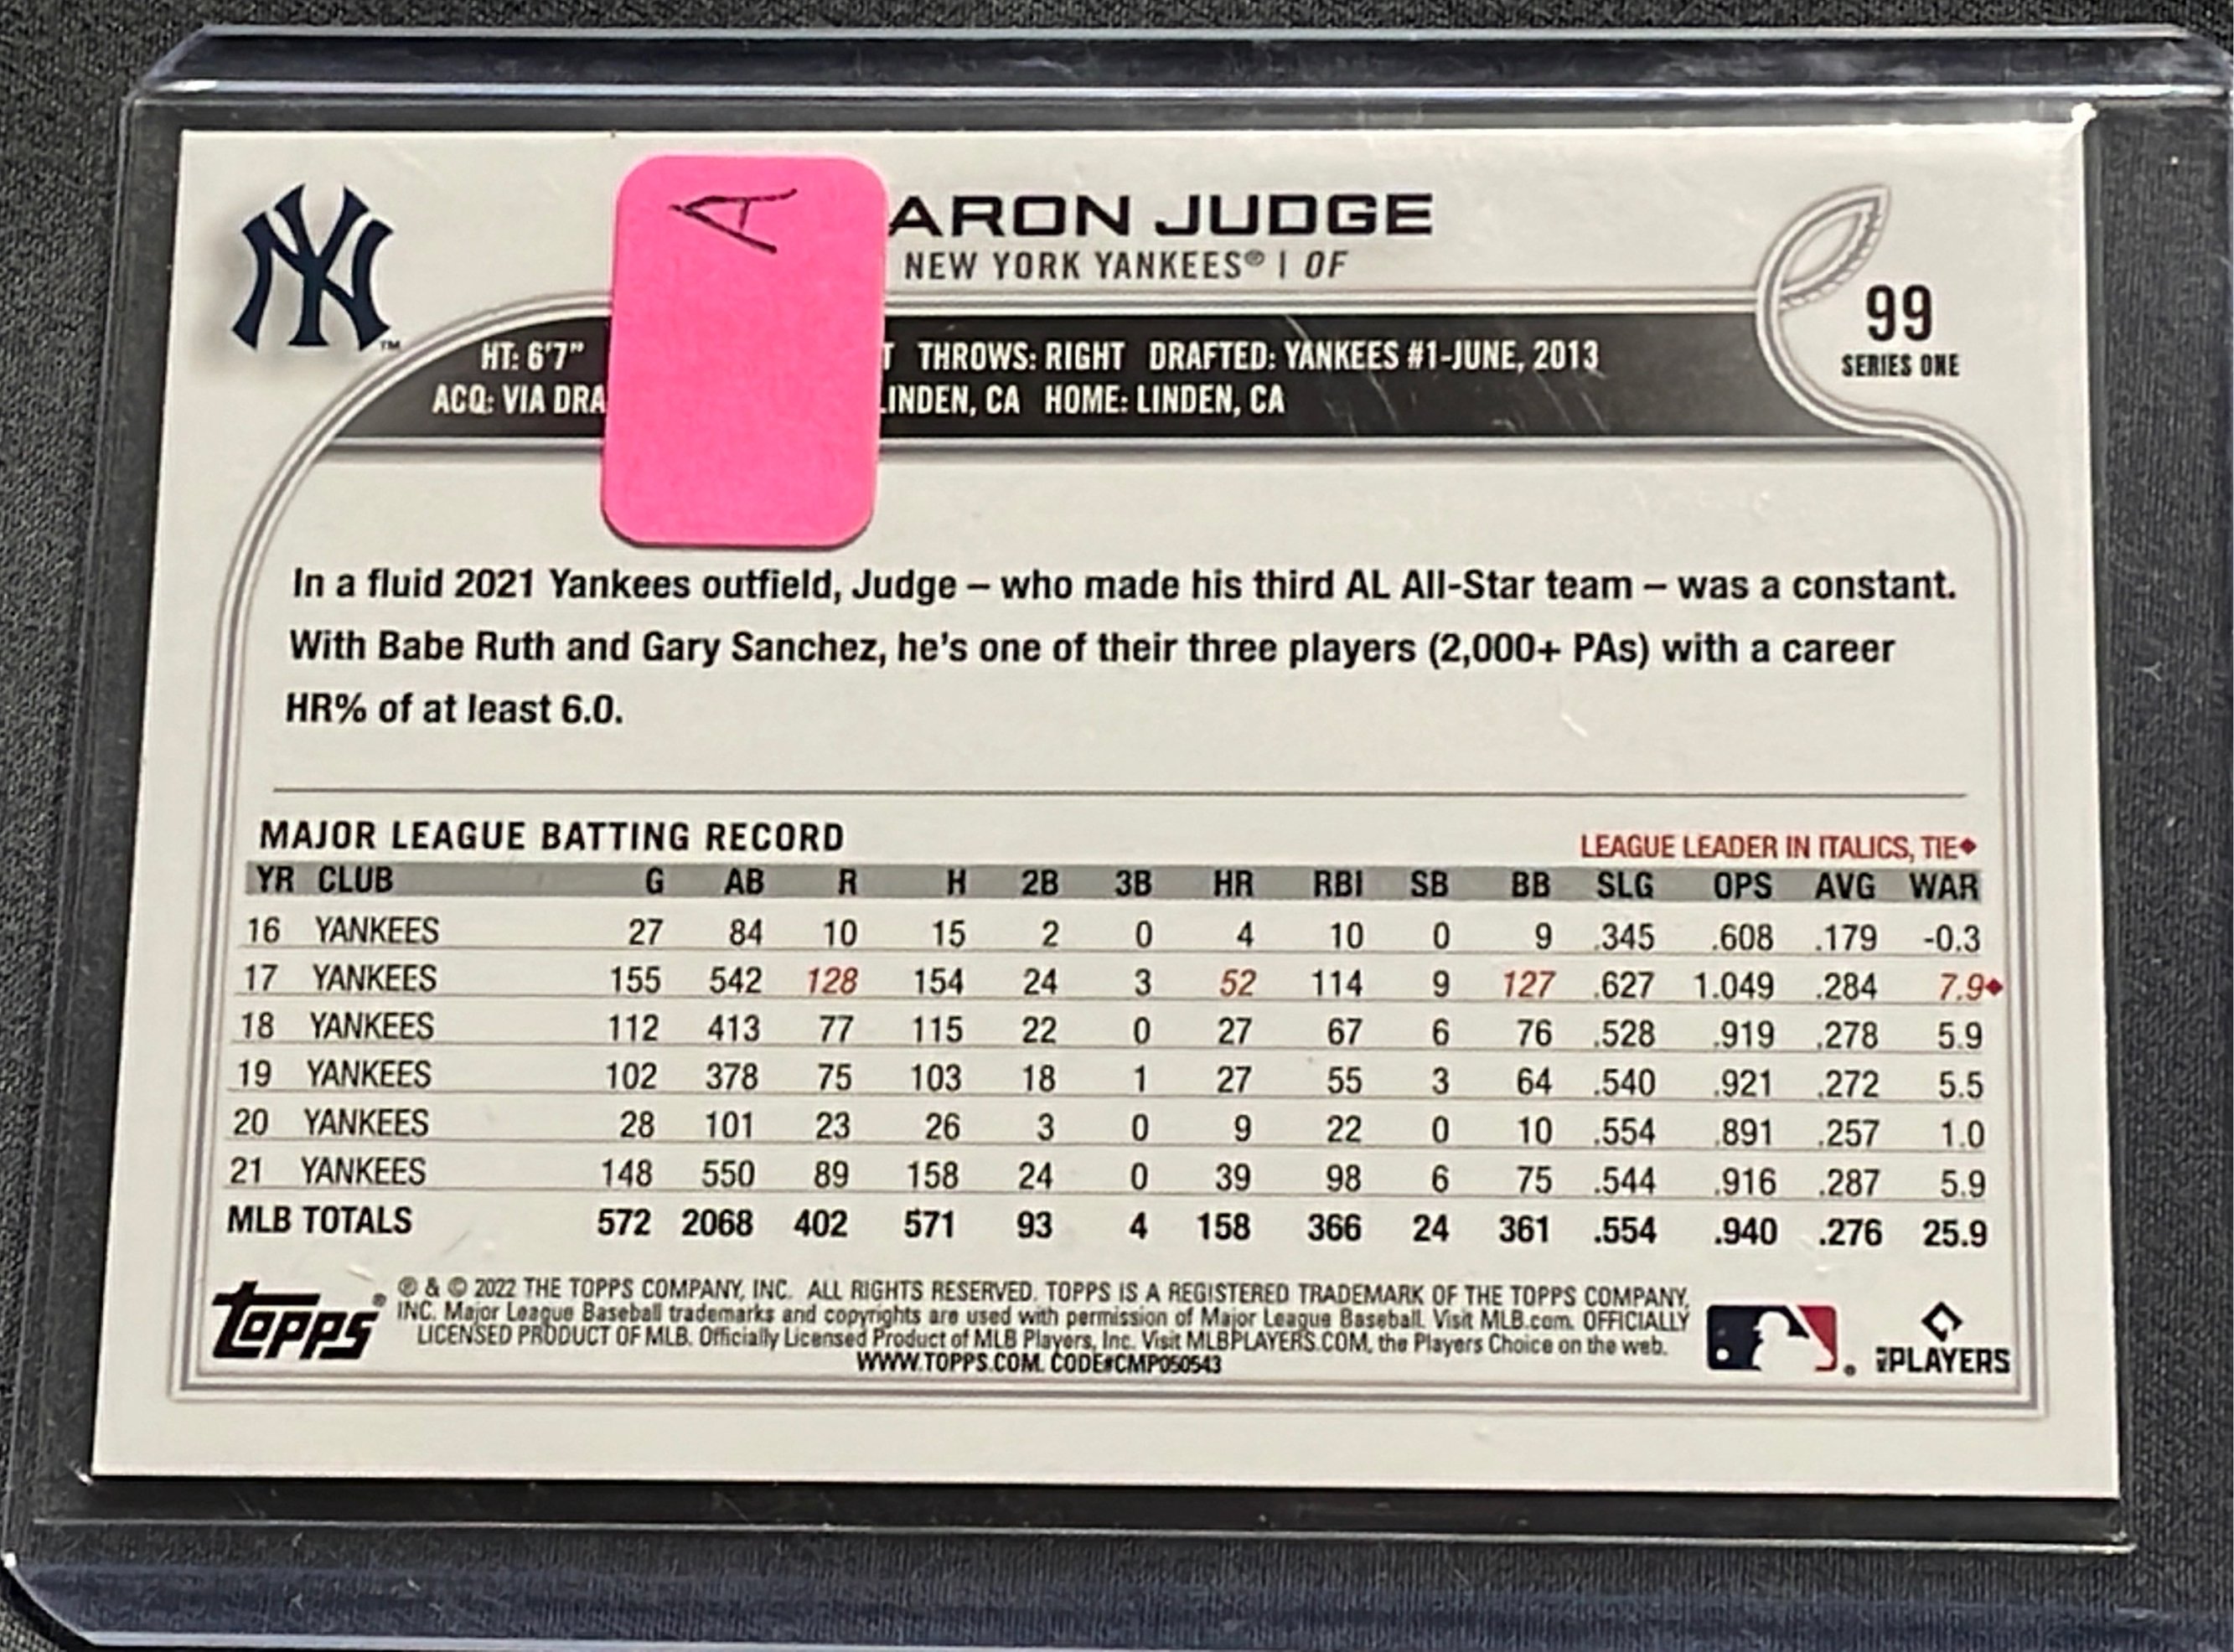 A
ARON JUDGE
NEW YORK YANKEES® | OF
NY™
99
SERIES ONE
HT: 6'7" T THROWS: RIGHT DRAFTED: YANKEES #1-JUNE, 2013
ACQ: VIA DRA LINDEN, CA HOME: LINDEN, CA
In a fluid 2021 Yankees outfield, Judge – who made his third AL All-Star team – was a constant.
With Babe Ruth and Gary Sanchez, he's one of their three players (2,000+ PAs) with a career
HR% of at least 6.0.
MAJOR LEAGUE BATTING RECORD LEAGUE LEADER IN ITALICS, TIE◆
YR CLUB G AB R H 2B 3B HR RBI SB BB SLG OPS AVG WAR
16 YANKEES 27 84 10 15 2 0 4 10 0 9 .345 .608 .179 -0.3
17 YANKEES 155 542 128 154 24 3 52 114 9 127 .627 1.049 .284 7.9◆
18 YANKEES 112 413 77 115 22 0 27 67 6 76 .528 .919 .278 5.9
19 YANKEES 102 378 75 103 18 1 27 55 3 64 .540 .921 .272 5.5
20 YANKEES 28 101 23 26 3 0 9 22 0 10 .554 .891 .257 1.0
21 YANKEES 148 550 89 158 24 0 39 98 6 75 .544 .916 .287 5.9
MLB TOTALS 572 2068 402 571 93 4 158 366 24 361 .554 .940 .276 25.9
topps®
® & © 2022 THE TOPPS COMPANY, INC. ALL RIGHTS RESERVED. TOPPS IS A REGISTERED TRADEMARK OF THE TOPPS COMPANY,
INC. Major League Baseball trademarks and copyrights are used with permission of Major League Baseball. Visit MLB.com. OFFICIALLY
LICENSED PRODUCT OF MLB. Officially Licensed Product of MLB Players, Inc. Visit MLBPLAYERS.COM, the Players Choice on the web.
WWW.TOPPS.COM. CODE#CMP050543
®
MLB PLAYERS